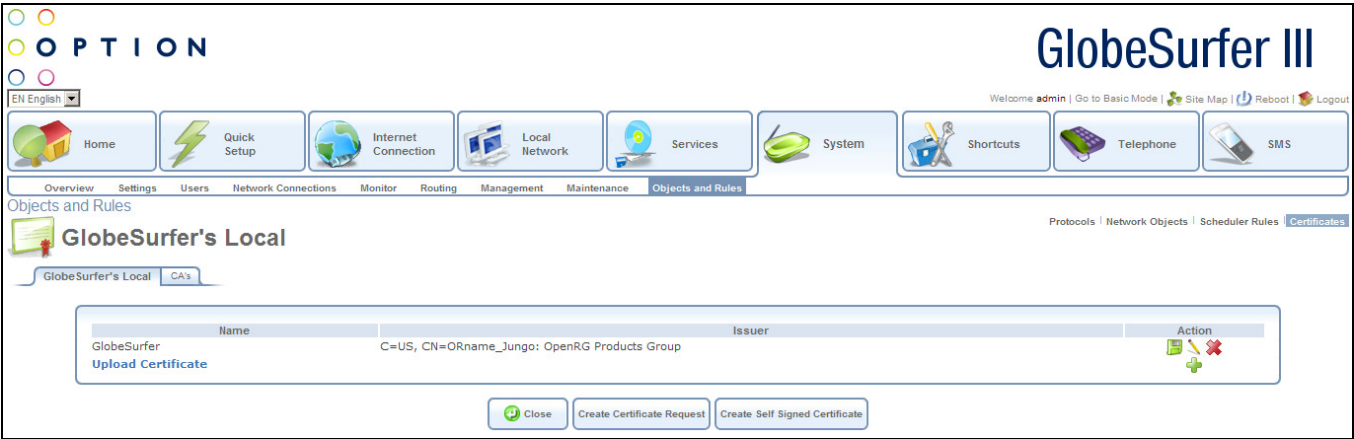 OPTION
GlobeSurfer III
EN English
Welcome admin | Go to Basic Mode | Site Map | Reboot | Logout
Home
Quick Setup
Internet Connection
Local Network
Services
System
Shortcuts
Telephone
SMS
Overview Settings Users Network Connections Monitor Routing Management Maintenance Objects and Rules
Objects and Rules
Protocols | Network Objects | Scheduler Rules | Certificates
GlobeSurfer's Local
GlobeSurfer's Local CA's
Name Issuer Action
GlobeSurfer C=US, CN=ORname_Jungo: OpenRG Products Group
Upload Certificate
Close Create Certificate Request Create Self Signed Certificate